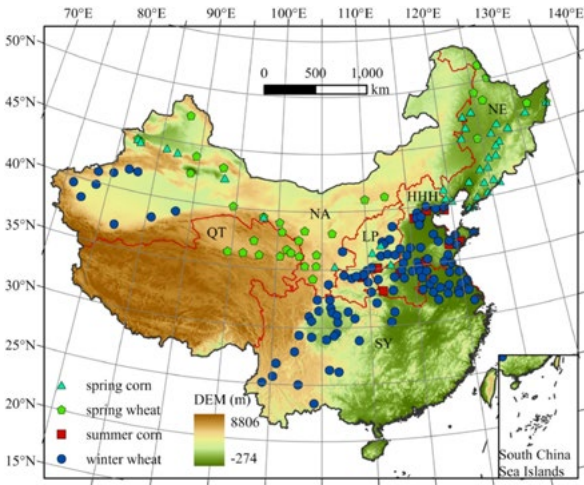 80°E 90°E 100°E 110°E 120°E 130°E 140°E
50°N
45°N
40°N
35°N
30°N
25°N
20°N
15°N
0 500 1,000
km
NE
HHH
NA
LP
QT
SY
spring corn
spring wheat
summer corn
winter wheat
DEM (m)
8806
-274
South China
Sea Islands